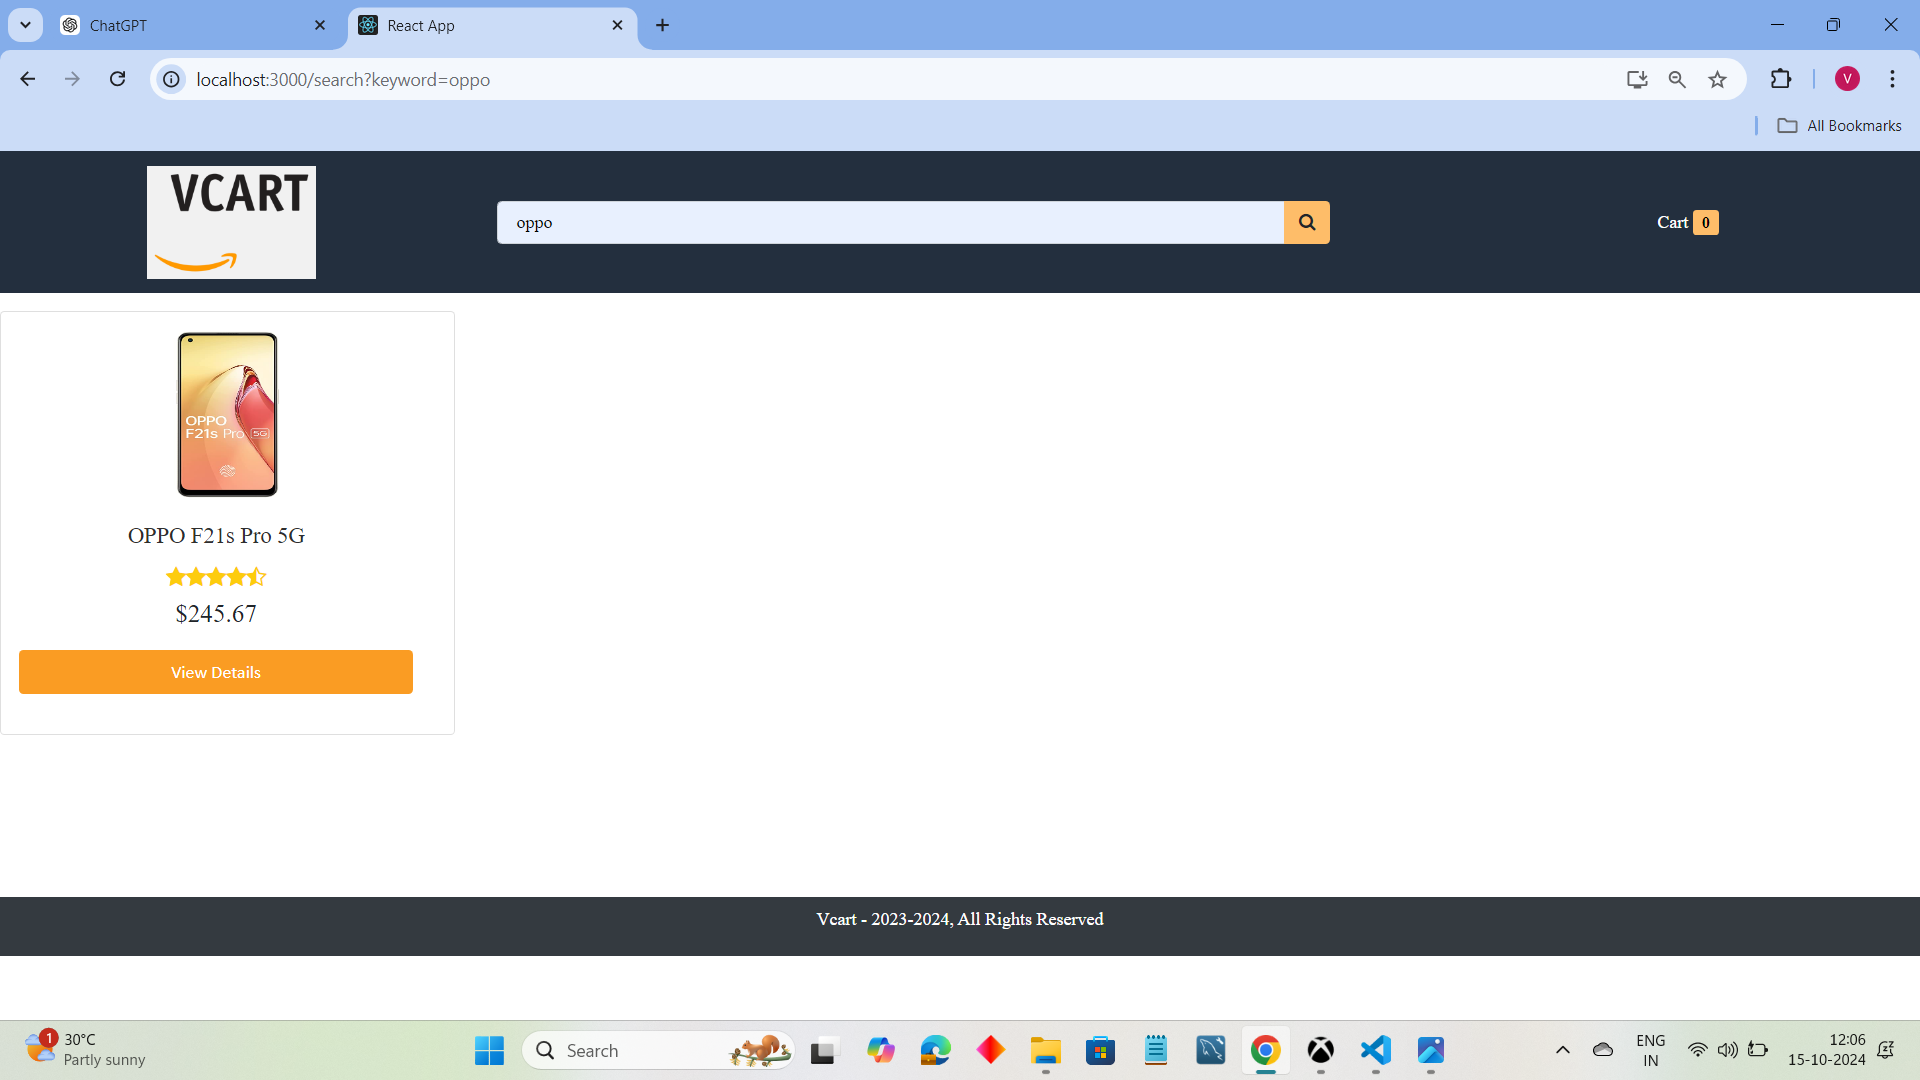 ChatGPT
React App
localhost:3000/search?keyword=oppo
V
All Bookmarks
VCART
oppo
Cart 0
OPPO
F21s Pro 5G
OPPO F21s Pro 5G
$245.67
View Details
Vcart - 2023-2024, All Rights Reserved
1
30°C
Partly sunny
Search
ENG
IN
12:06
15-10-2024